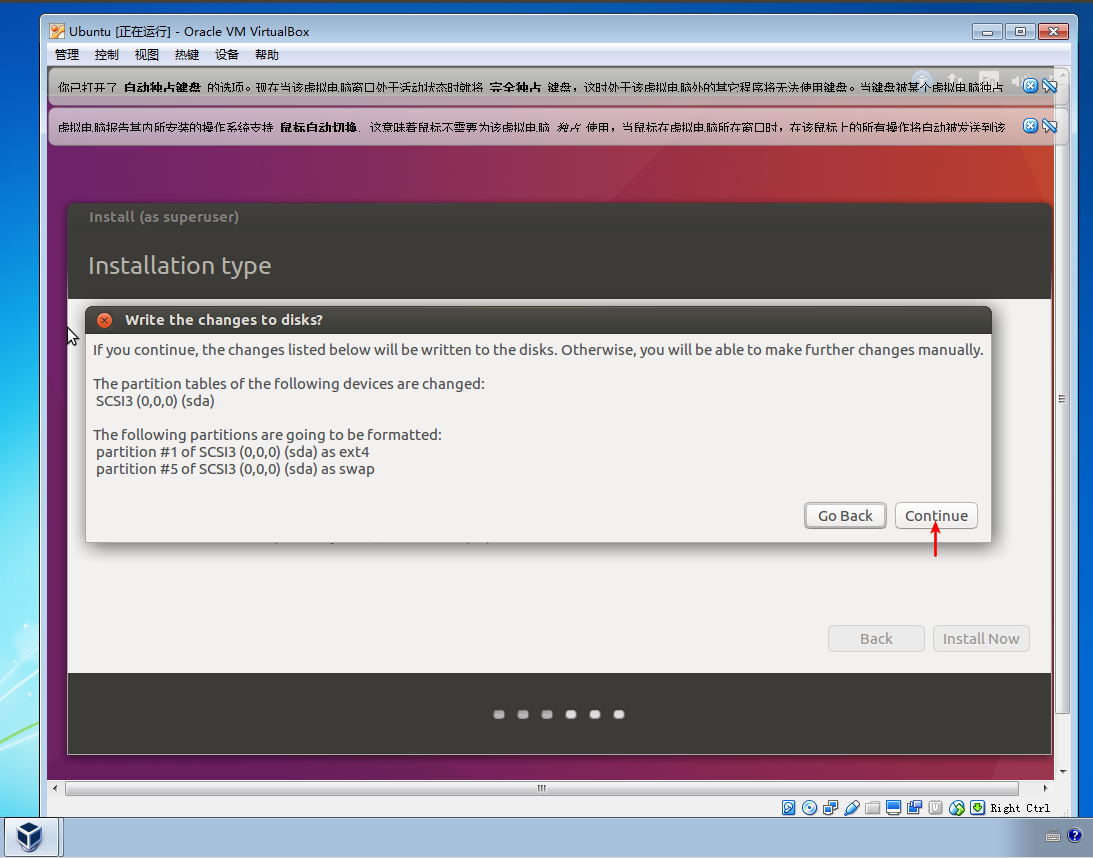 Ubuntu [正在运行] - Oracle VM VirtualBox
管理 控制 视图 热键 设备 帮助
你已打开了 自动独占键盘 的选项。现在当该虚拟电脑窗口处于活动状态时就将 完全独占 键盘，这时处于该虚拟电脑外的其它程序将无法使用键盘。当键盘被某个虚拟电脑独占
虚拟电脑报告其内所安装的操作系统支持 鼠标自动切换. 这意味着鼠标不需要为该虚拟电脑 独占 使用，当鼠标在虚拟电脑所在窗口时，在该鼠标上的所有操作将自动被发送到该
Install (as superuser)
Installation type
Write the changes to disks?
If you continue, the changes listed below will be written to the disks. Otherwise, you will be able to make further changes manually.
The partition tables of the following devices are changed:
SCSI3 (0,0,0) (sda)
The following partitions are going to be formatted:
partition #1 of SCSI3 (0,0,0) (sda) as ext4
partition #5 of SCSI3 (0,0,0) (sda) as swap
Go Back Continue
Back Install Now
Right Ctrl